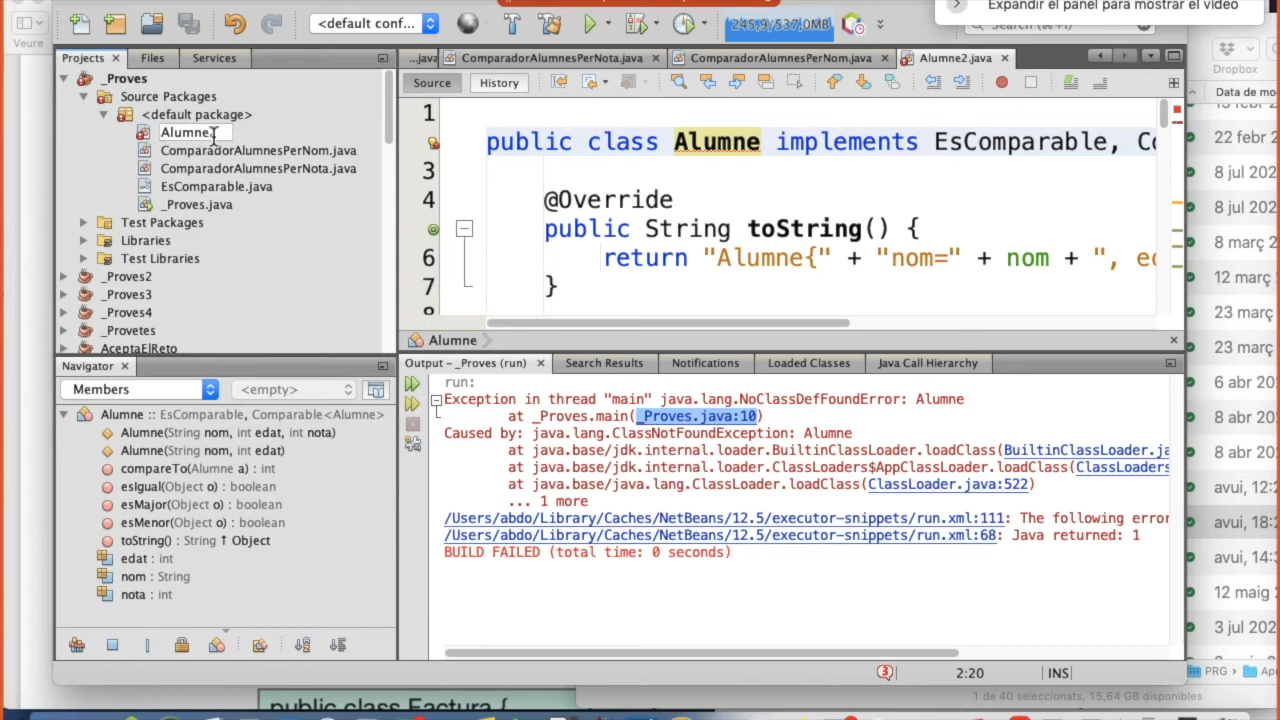 Expandir el panel para mostrar el vídeo
Veure
<default conf...
245,9/537,0MB
Search (⌘+I)
Dropbox
Data de mo
Projects
Files
Services
...java
ComparadorAlumnesPerNota.java
ComparadorAlumnesPerNom.java
Alumne2.java
Source
History
_Proves
Source Packages
<default package>
Alumne
ComparadorAlumnesPerNom.java
ComparadorAlumnesPerNota.java
EsComparable.java
_Proves.java
Test Packages
Libraries
Test Libraries
_Proves2
_Proves3
_Proves4
_Provetes
AceptaElReto
1
public class Alumne implements EsComparable, Co
3
4 @Override
public String toString() {
6 return "Alumne{" + "nom=" + nom + ", ed
7 }
8
Alumne
Navigator
Members
<empty>
Alumne :: EsComparable, Comparable<Alumne>
Alumne(String nom, int edat, int nota)
Alumne(String nom, int edat)
compareTo(Alumne a) : int
esIgual(Object o) : boolean
esMajor(Object o) : boolean
esMenor(Object o) : boolean
toString() : String ↑ Object
edat : int
nom : String
nota : int
Output – _Proves (run)
Search Results
Notifications
Loaded Classes
Java Call Hierarchy
run:
Exception in thread "main" java.lang.NoClassDefFoundError: Alumne
at _Proves.main(_Proves.java:10)
Caused by: java.lang.ClassNotFoundException: Alumne
at java.base/jdk.internal.loader.BuiltinClassLoader.loadClass(BuiltinClassLoader.ja
at java.base/jdk.internal.loader.ClassLoaders$AppClassLoader.loadClass(ClassLoaders
at java.base/java.lang.ClassLoader.loadClass(ClassLoader.java:522)
... 1 more
/Users/abdo/Library/Caches/NetBeans/12.5/executor-snippets/run.xml:111: The following error
/Users/abdo/Library/Caches/NetBeans/12.5/executor-snippets/run.xml:68: Java returned: 1
BUILD FAILED (total time: 0 seconds)
3
2:20
INS
22 febr 202
8 jul 202
8 jul 202
8 març 2
12 març
23 març
23 març
6 abr 202
8 abr 202
8 abr 202
avui, 12:
avui, 18:
avui, 14:
12 maig 2
3 jul 202
PRG
1 de 40 seleccionats, 15,64 GB disponibles
public class Factura {